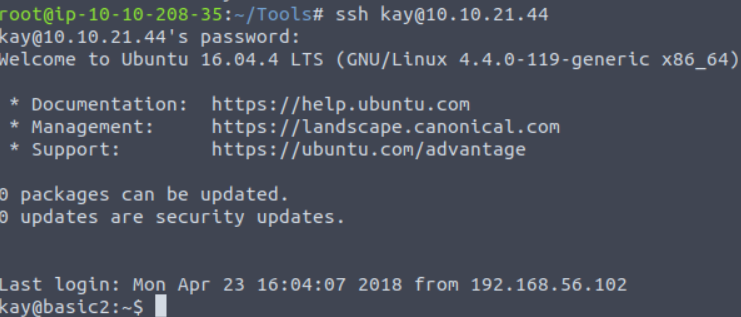 root@ip-10-10-208-35:~/Tools# ssh kay@10.10.21.44
kay@10.10.21.44's password:
Welcome to Ubuntu 16.04.4 LTS (GNU/Linux 4.4.0-119-generic x86_64)
* Documentation:  https://help.ubuntu.com
* Management:     https://landscape.canonical.com
* Support:        https://ubuntu.com/advantage
0 packages can be updated.
0 updates are security updates.
Last login: Mon Apr 23 16:04:07 2018 from 192.168.56.102
kay@basic2:~$